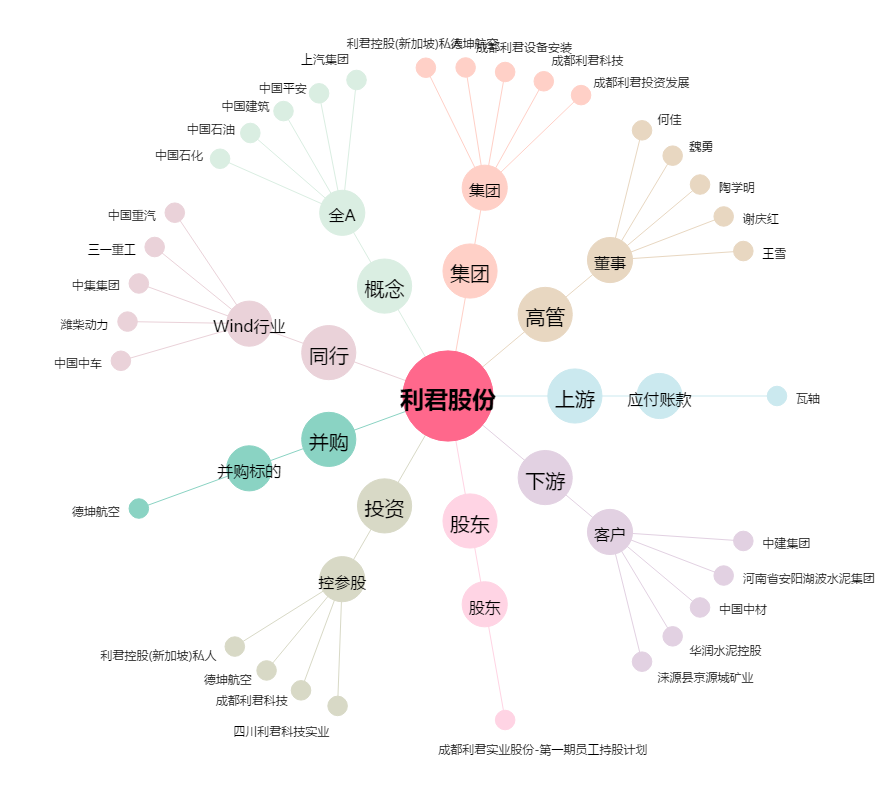 利君控股(新加坡)私人
德坤航空
成都利君设备安装
成都利君科技
成都利君投资发展
集团
集团
上汽集团
中国平安
中国建筑
中国石油
中国石化
全A
概念
何佳
魏勇
陶学明
谢庆红
王雪
董事
高管
中国重汽
三一重工
中集集团
潍柴动力
中国中车
Wind行业
同行
利君股份
上游
应付账款
瓦轴
并购
并购标的
德坤航空
下游
客户
中建集团
河南省安阳湖波水泥集团
中国中材
华润水泥控股
涞源县京源城矿业
投资
控参股
利君控股(新加坡)私人
德坤航空
成都利君科技
四川利君科技实业
股东
股东
成都利君实业股份-第一期员工持股计划